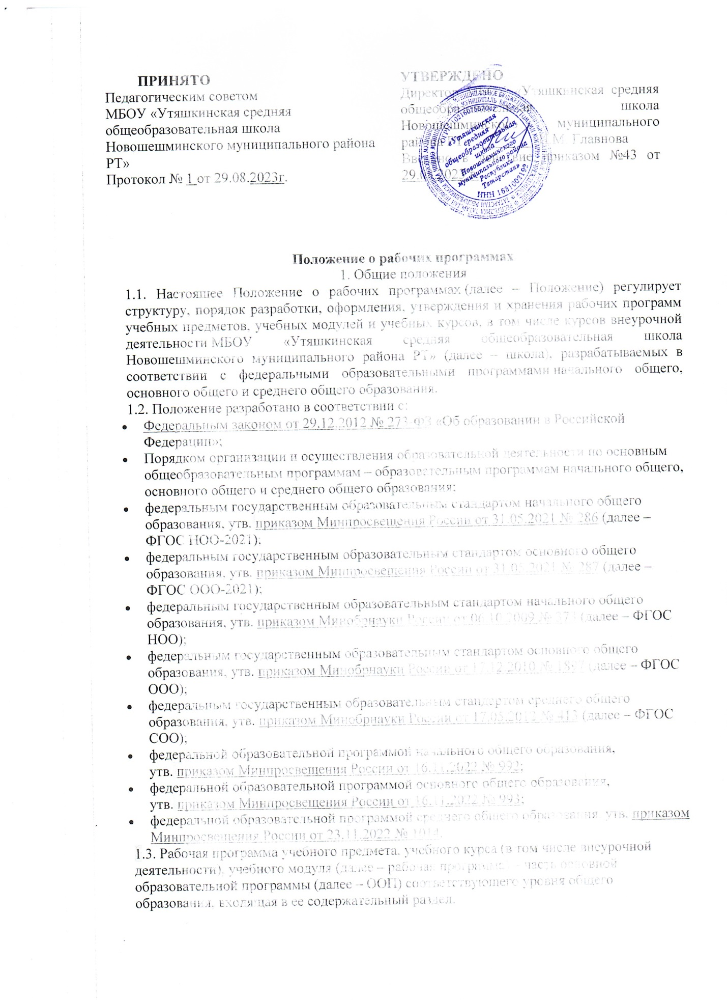 ПРИНЯТО
Педагогическим советом
МБОУ «Утяшкинская средняя
общеобразовательная школа
Новошешминского муниципального района
РТ»
Протокол № 1 от 29.08.2023г.
УТВЕРЖДЕНО
Директор «Утяшкинская средняя
школа
муниципального
Главнова
приказом №43 от
«Утяшкинская
средняя
общеобразовательная
школа
Новошешминского
муниципального района
Республики
Татарстан»
ИНН 1631002192
Положение о рабочих программах
1. Общие положения
1.1. Настоящее Положение о рабочих программах (далее – Положение) регулирует
структуру, порядок разработки, оформления, утверждения и хранения рабочих программ
учебных предметов, учебных модулей и учебных курсов, в том числе курсов внеурочной
деятельности МБОУ «Утяшкинская средняя общеобразовательная школа
Новошешминского муниципального района РТ» (далее – школа), разрабатываемых в
соответствии с федеральными образовательными программами начального общего,
основного общего и среднего общего образования.
1.2. Положение разработано в соответствии с:
• Федеральным законом от 29.12.2012 № 273-ФЗ «Об образовании в Российской
Федерации»;
• Порядком организации и осуществления образовательной деятельности по основным
общеобразовательным программам – образовательным программам начального общего,
основного общего и среднего общего образования;
• федеральным государственным образовательным стандартом начального общего
образования, утв. приказом Минпросвещения России от 31.05.2021 № 286 (далее –
ФГОС НОО-2021);
• федеральным государственным образовательным стандартом основного общего
образования, утв. приказом Минпросвещения России от 31.05.2021 № 287 (далее –
ФГОС ООО-2021);
• федеральным государственным образовательным стандартом начального общего
образования, утв. приказом Минобрнауки России от 06.10.2009 № 373 (далее – ФГОС
НОО);
• федеральным государственным образовательным стандартом основного общего
образования, утв. приказом Минобрнауки России от 17.12.2010 № 1897 (далее – ФГОС
ООО);
• федеральным государственным образовательным стандартом среднего общего
образования, утв. приказом Минобрнауки России от 17.05.2012 № 413 (далее – ФГОС
СОО);
• федеральной образовательной программой начального общего образования,
утв. приказом Минпросвещения России от 16.11.2022 № 992;
• федеральной образовательной программой основного общего образования,
утв. приказом Минпросвещения России от 16.11.2022 № 993;
• федеральной образовательной программой среднего общего образования, утв. приказом
Минпросвещения России от 23.11.2022 № 1014.
1.3. Рабочая программа учебного предмета, учебного курса (в том числе внеурочной
деятельности), учебного модуля (далее – рабочая программа) – часть основной
образовательной программы (далее – ООП) соответствующего уровня общего
образования, входящая в ее содержательный раздел.